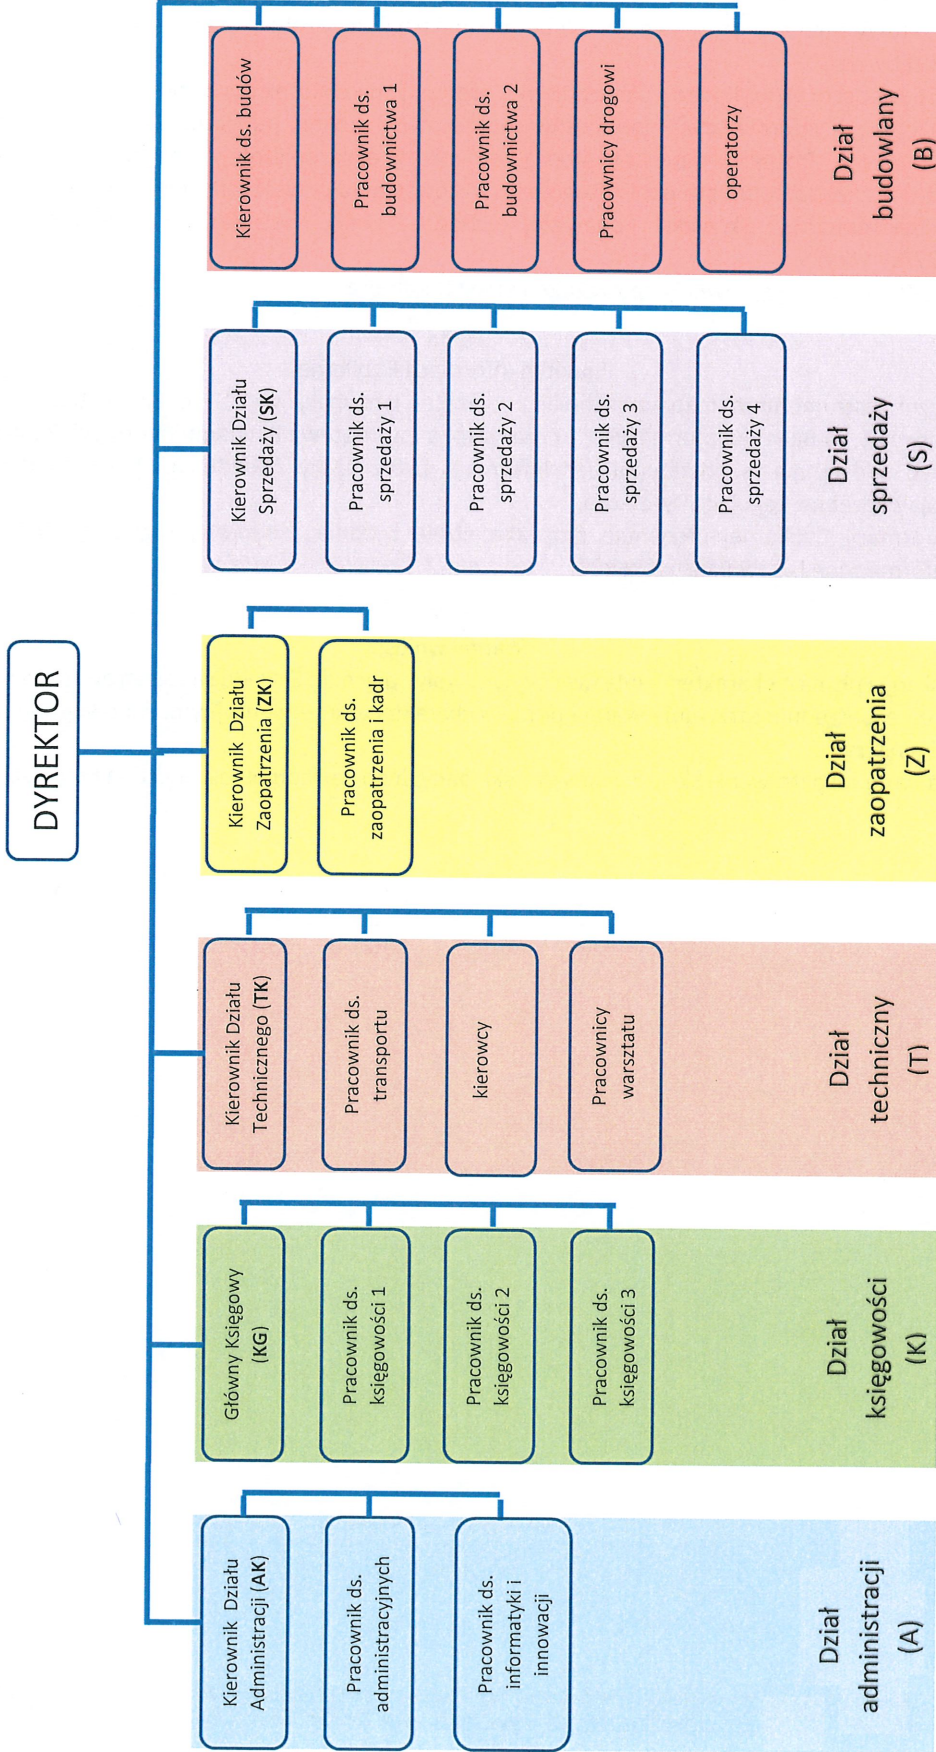 DYREKTOR
Kierownik Działu
Administracji (AK)
Pracownik ds.
administracyjnych
Pracownik ds.
informatyki i
innowacji
Dział
administracji
(A)
Główny Księgowy
(KG)
Pracownik ds.
księgowości 1
Pracownik ds.
księgowości 2
Pracownik ds.
księgowości 3
Dział
księgowości
(K)
Kierownik Działu
Technicznego (TK)
Pracownik ds.
transportu
kierowcy
Pracownicy
warsztatu
Dział
techniczny
(T)
Kierownik Działu
Zaopatrzenia (ZK)
Pracownik ds.
zaopatrzenia i kadr
Dział
zaopatrzenia
(Z)
Kierownik Działu
Sprzedaży (SK)
Pracownik ds.
sprzedaży 1
Pracownik ds.
sprzedaży 2
Pracownik ds.
sprzedaży 3
Pracownik ds.
sprzedaży 4
Dział
sprzedaży
(S)
Kierownik ds. budów
Pracownik ds.
budownictwa 1
Pracownik ds.
budownictwa 2
Pracownicy drogowi
operatorzy
Dział
budowlany
(B)